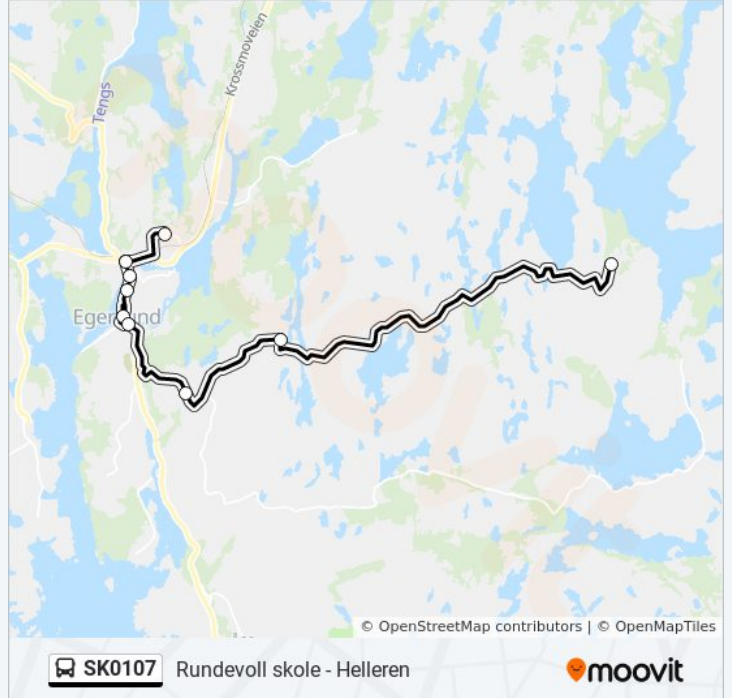 Krossmoveien
Tengs
Egersund
© OpenStreetMap contributors | © OpenMapTiles
SK0107 Rundevoll skole - Helleren moovit